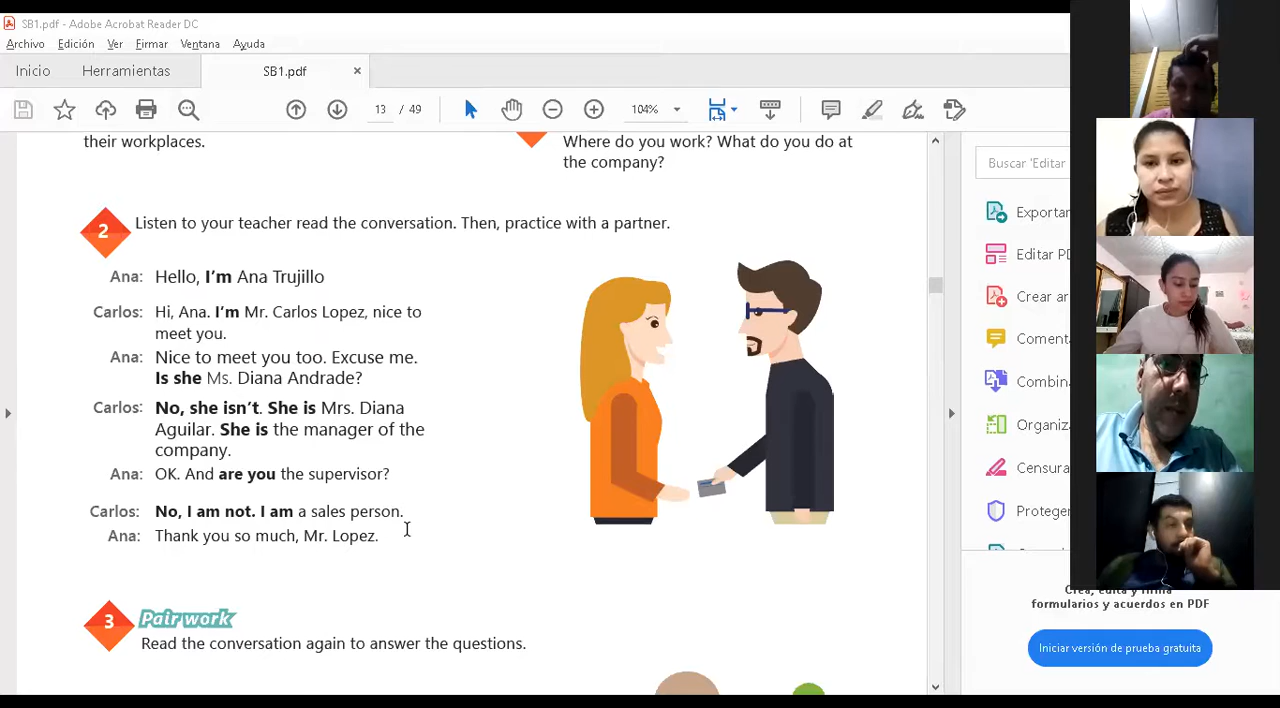 SB1.pdf - Adobe Acrobat Reader DC
Archivo Edición Ver Firmar Ventana Ayuda
Inicio Herramientas SB1.pdf ×
13 / 49 104%
their workplaces.
Where do you work? What do you do at
the company?
2 Listen to your teacher read the conversation. Then, practice with a partner.
Ana: Hello, I'm Ana Trujillo
Carlos: Hi, Ana. I'm Mr. Carlos Lopez, nice to
meet you.
Ana: Nice to meet you too. Excuse me.
Is she Ms. Diana Andrade?
Carlos: No, she isn't. She is Mrs. Diana
Aguilar. She is the manager of the
company.
Ana: OK. And are you the supervisor?
Carlos: No, I am not. I am a sales person.
Ana: Thank you so much, Mr. Lopez.
3 Pair work
Read the conversation again to answer the questions.
Buscar 'Editar
Exportar
Editar PD
Crear ar
Comenta
Combina
Organiza
Censura
Proteger
Crea, edita y firma
formularios y acuerdos en PDF
Iniciar versión de prueba gratuita